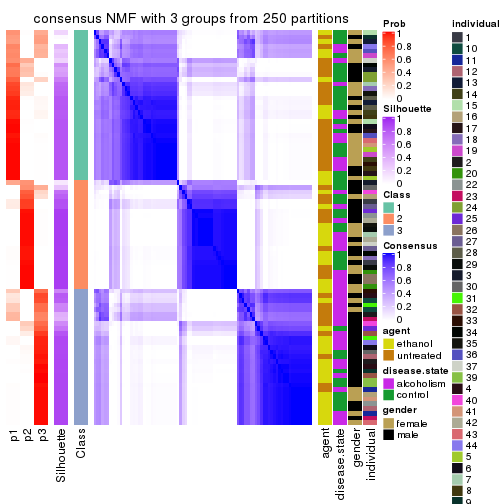 consensus NMF with 3 groups from 250 partitions
p1
p2
p3
Silhouette
Class
agent
disease.state
gender
individual
Prob
0.8
0.6
0.4
0.2
0
Silhouette
1
0.8
0.6
0.4
0.2
0
Class
1
2
3
Consensus
1
0.8
0.6
0.4
0.2
0
agent
ethanol
untreated
disease.state
alcoholism
control
gender
female
male
individual
1
10
11
12
13
14
15
16
17
18
19
2
20
22
23
24
25
26
27
28
29
3
30
31
32
33
34
35
36
37
39
4
40
41
42
43
44
5
6
7
8
9